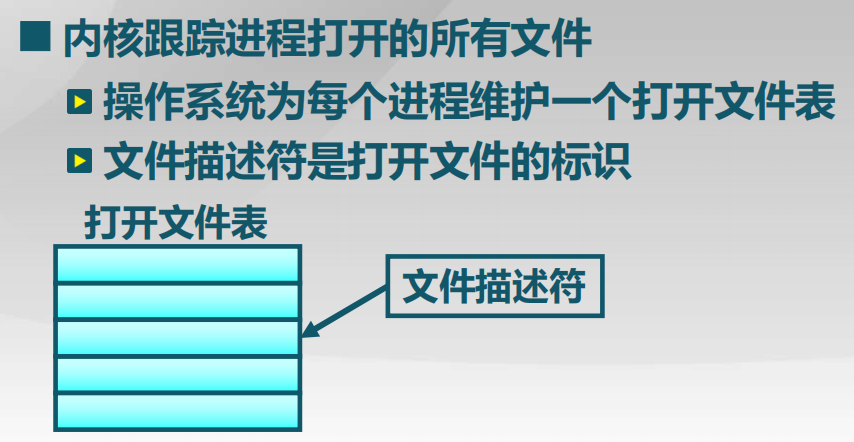 内核跟踪进程打开的所有文件
操作系统为每个进程维护一个打开文件表
文件描述符是打开文件的标识
打开文件表
文件描述符